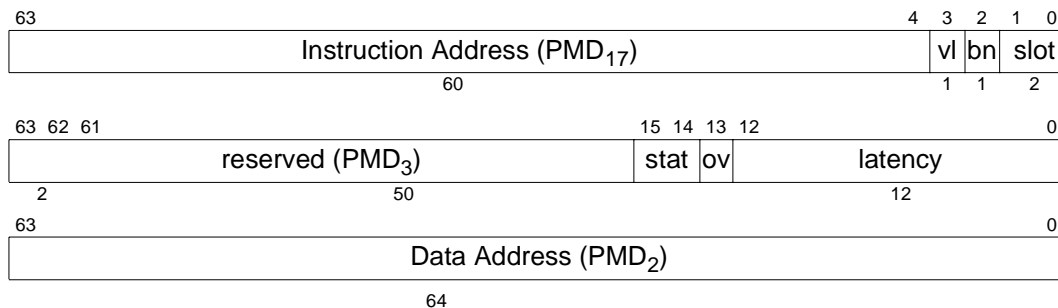 63 4 3 2 1 0
Instruction Address (PMD17) vl bn slot
60 1 1 2
63 62 61 15 14 13 12 0
reserved (PMD3) stat ov latency
2 50 12
63 0
Data Address (PMD2)
64